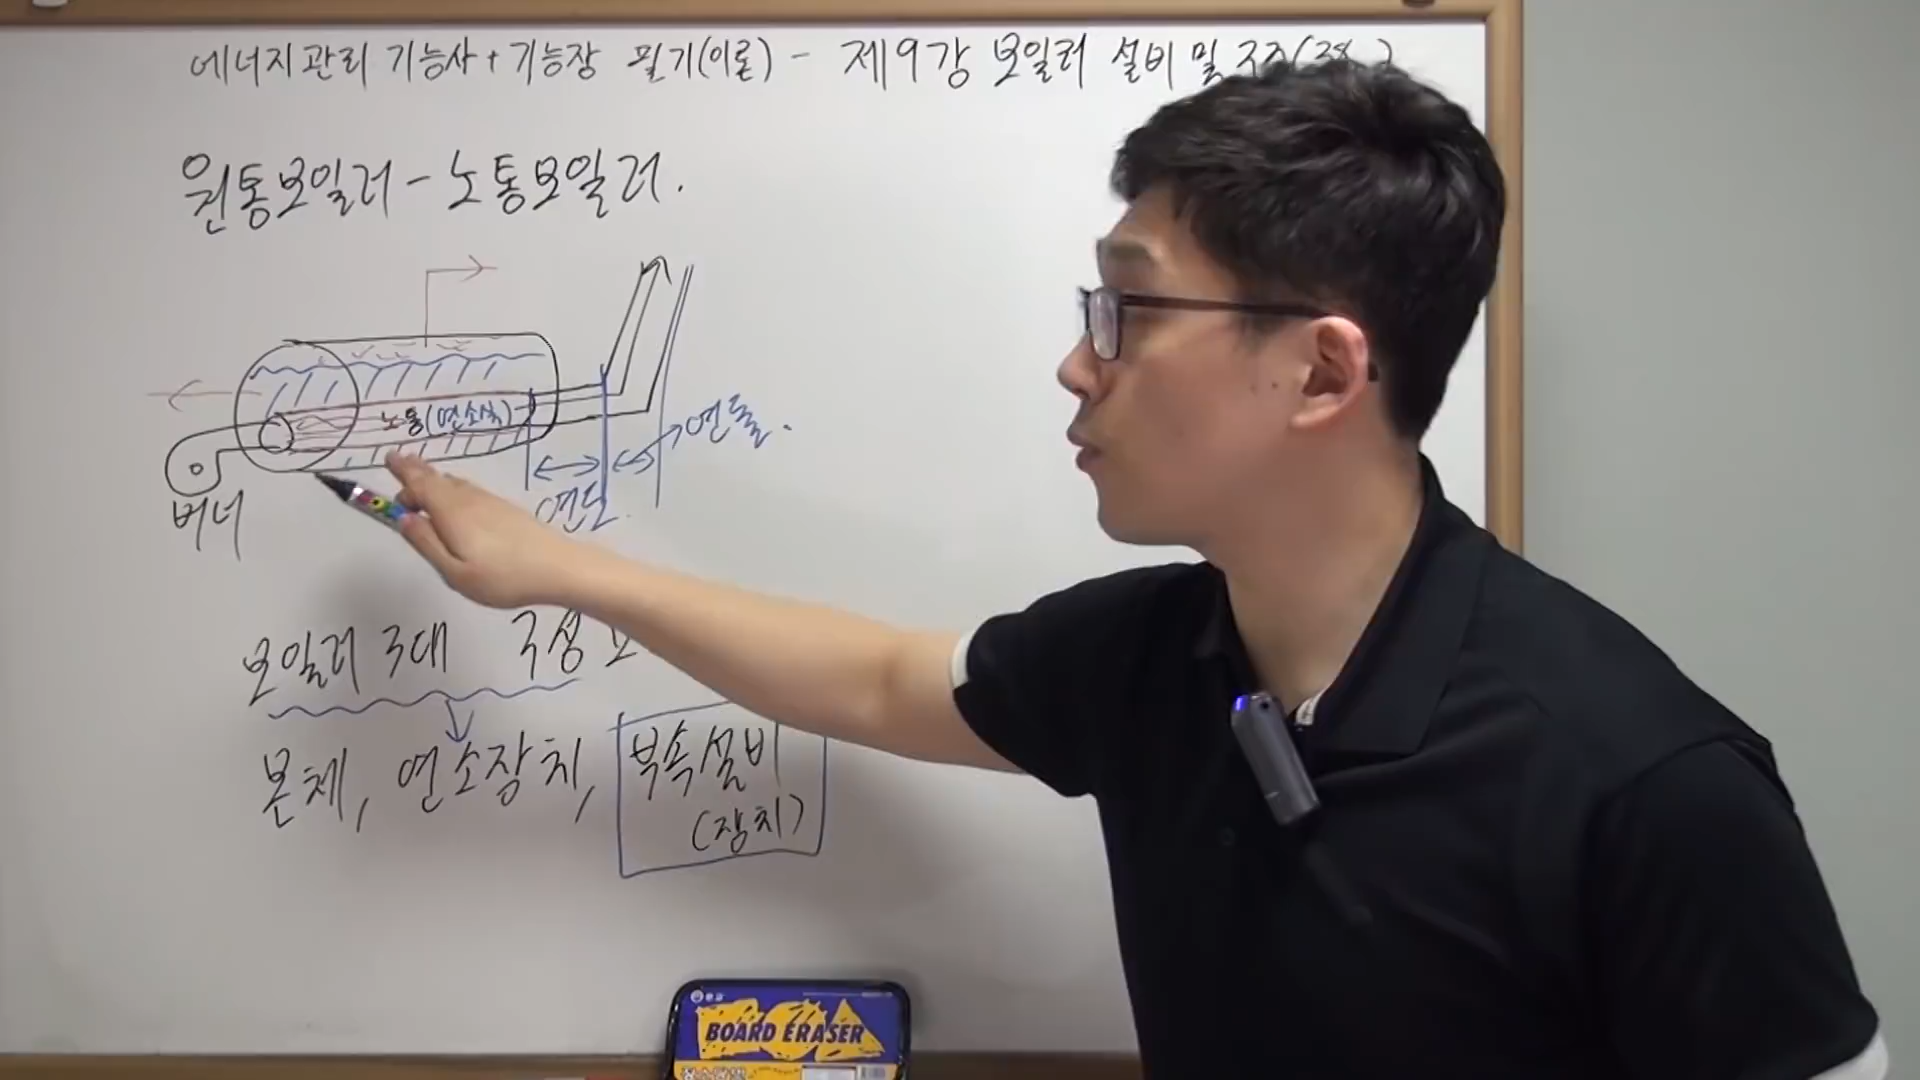 에너지관리 기능사+기능장 필기(이론) - 제9강 보일러 설비 및
원통보일러 - 노통보일러.
노통(연소실)
연돌.
연도.
버너
보일러 3대 구성
본체, 연소장치, 부속설비
(장치)
BOARD ERASER